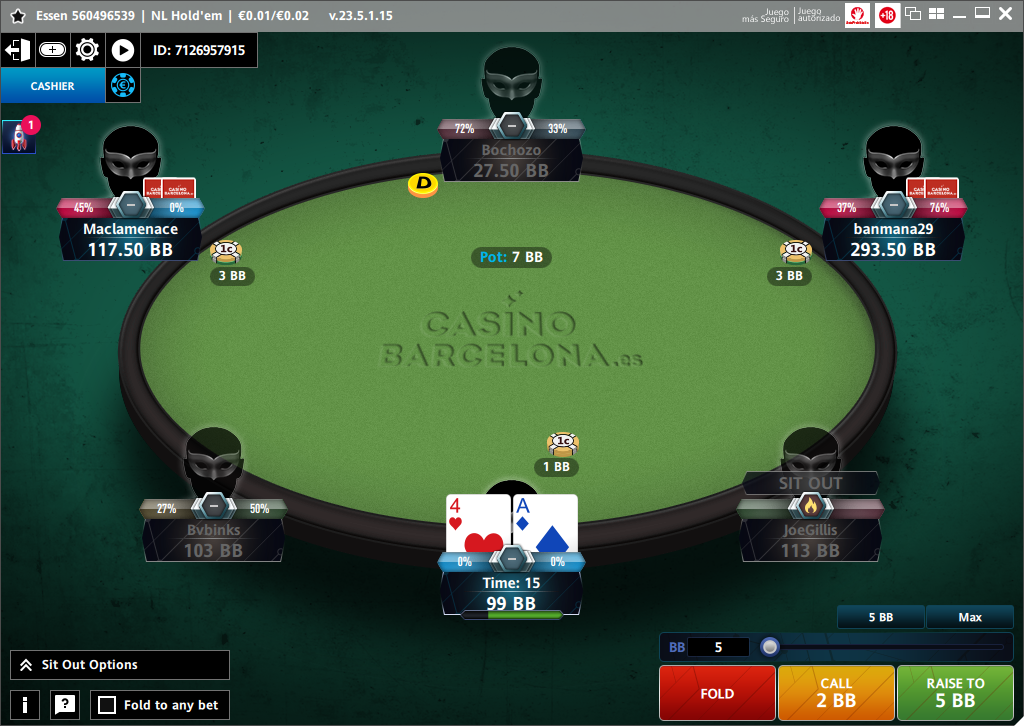 Essen 560496539 | NL Hold'em | €0.01/€0.02 v.23.5.1.15
Juego más Seguro
Juego autorizado
+18
ID: 7126957915
CASHIER
1
72% 33%
Bochozo
27.50 BB
D
45% 0%
Maclamenace
117.50 BB
37% 76%
banmana29
293.50 BB
1c
3 BB
Pot: 7 BB
1c
3 BB
CASINO
BARCELONA.es
1c
1 BB
27% 50%
Bvbinks
103 BB
4 A
0% 0%
Time: 15
99 BB
SIT OUT
JoeGillis
113 BB
5 BB Max
BB 5
Sit Out Options
Fold to any bet
FOLD
CALL
2 BB
RAISE TO
5 BB